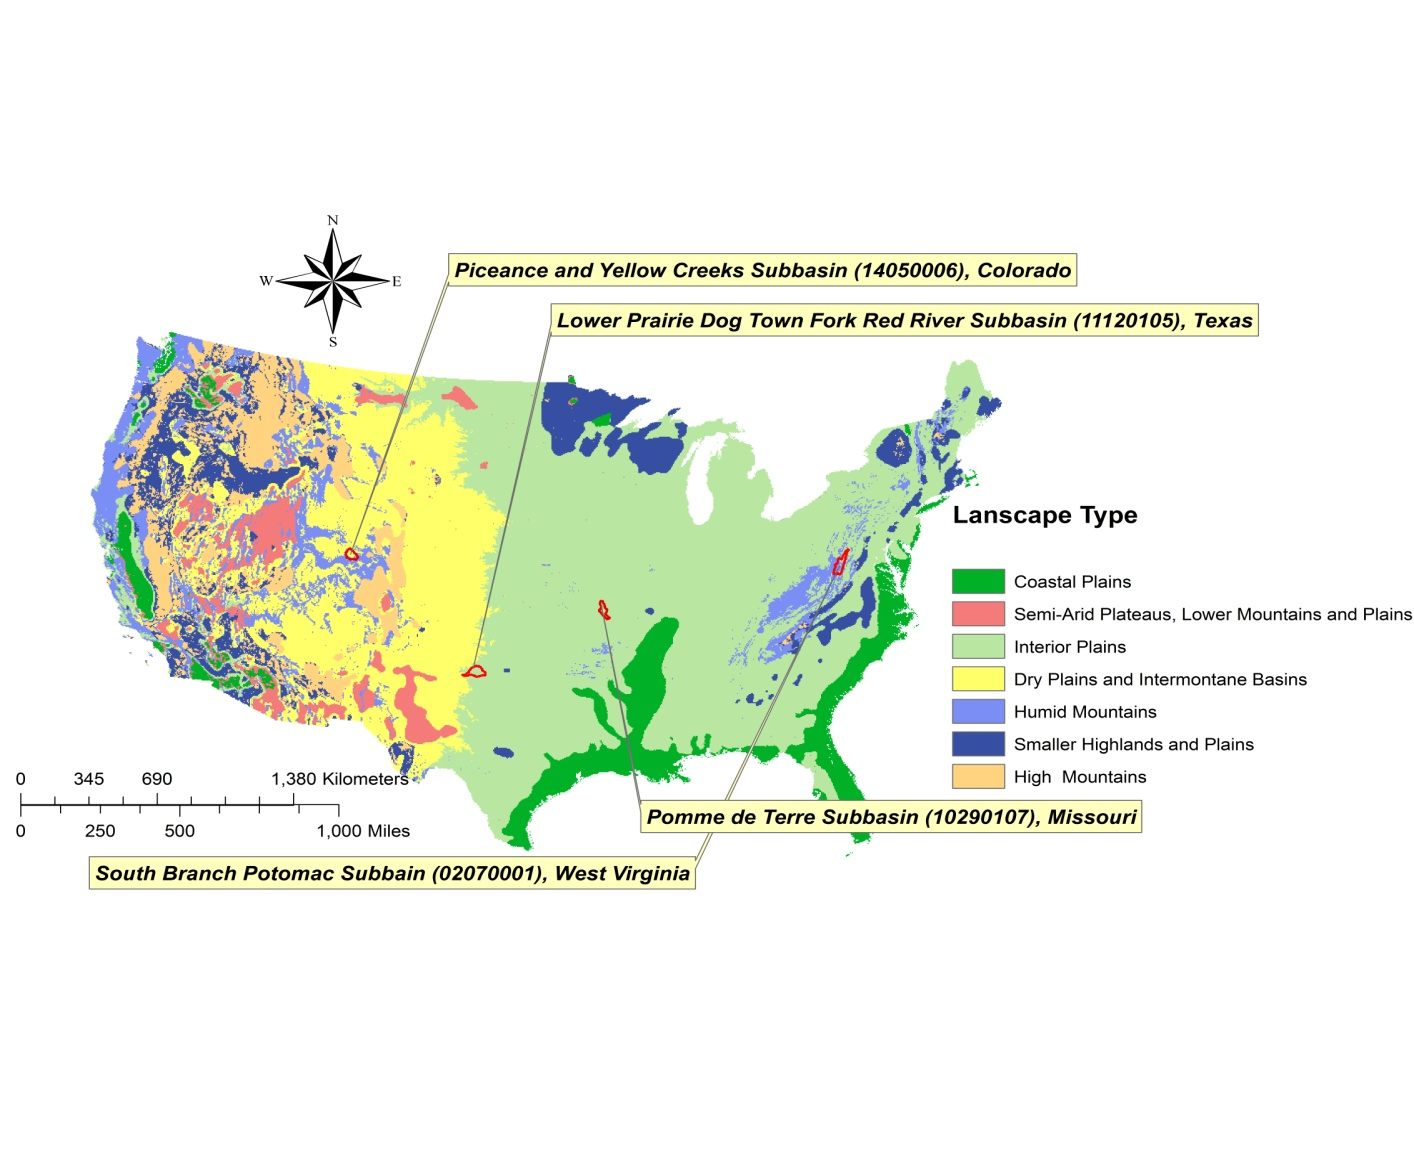 N
W E
S
Piceance and Yellow Creeks Subbasin (14050006), Colorado
Lower Prairie Dog Town Fork Red River Subbasin (11120105), Texas
Lanscape Type
Coastal Plains
Semi-Arid Plateaus, Lower Mountains and Plains
Interior Plains
Dry Plains and Intermontane Basins
Humid Mountains
Smaller Highlands and Plains
High Mountains
0 345 690 1,380 Kilometers
0 250 500 1,000 Miles
Pomme de Terre Subbasin (10290107), Missouri
South Branch Potomac Subbain (02070001), West Virginia